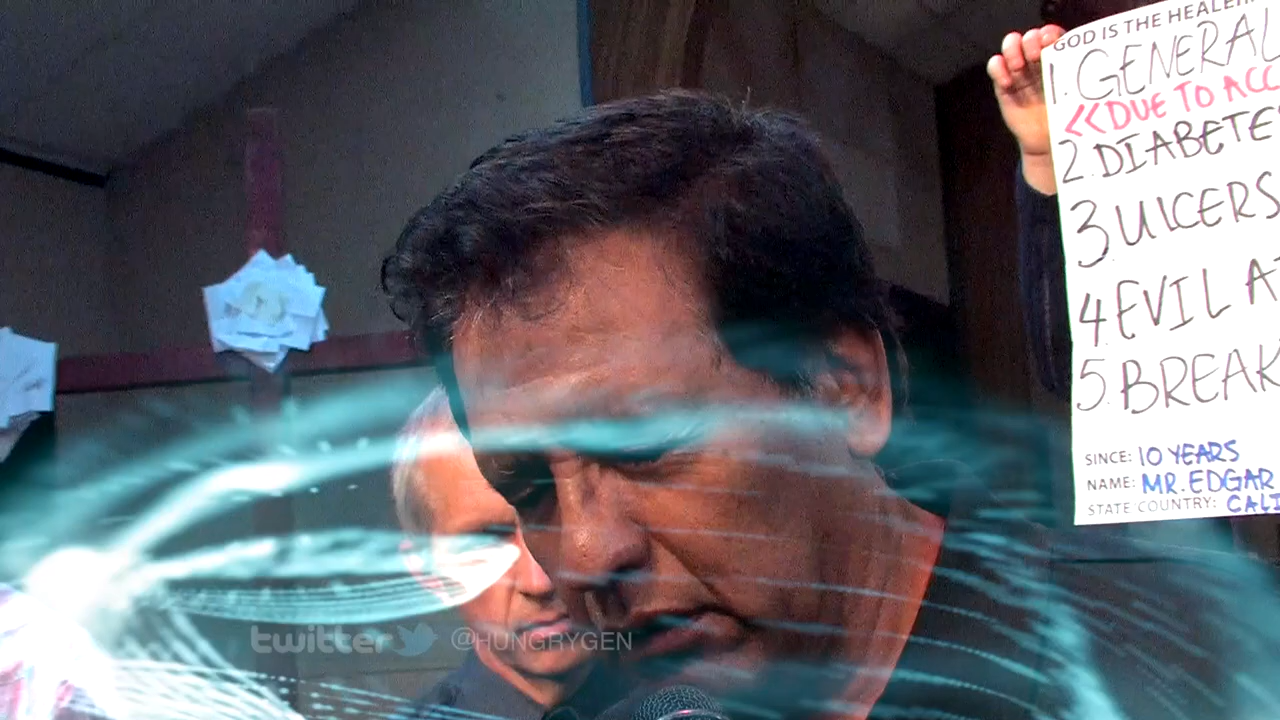 GOD IS THE HEALER
1. GENERAL
<<DUE TO ACC
2. DIABETE
3. ULCERS
4 EVIL A
5. BREAK
SINCE: 10 YEARS
NAME: MR. EDGAR
STATE COUNTRY: CALI
twitter @HUNGRYGEN